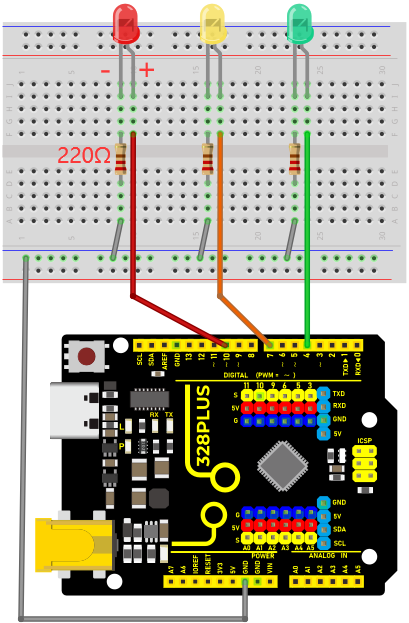 1 5 10 15 20 25 30
J
I
H
G
F
- +
220Ω
E
D
C
B
A
1 5 10 15 20 25 30
SCL
SDA
AREF
GND
13
12
~11
~10
~9
8
7
~6
~5
4
~3
2
TXD▸1
RXD◂0
DIGITAL (PWM = ~)
11 10 9 6 5 3
S
5V
G
TXD
RXD
GND
5V
RX TX
L
P
328PLUS
ICSP
G
5V
S
GND
5V
SDA
SCL
A0 A1 A2 A3 A4 A5
POWER
ANALOG IN
A7
A6
IOREF
RESET
3V3
5V
GND
GND
VIN
A0
A1
A2
A3
A4
A5